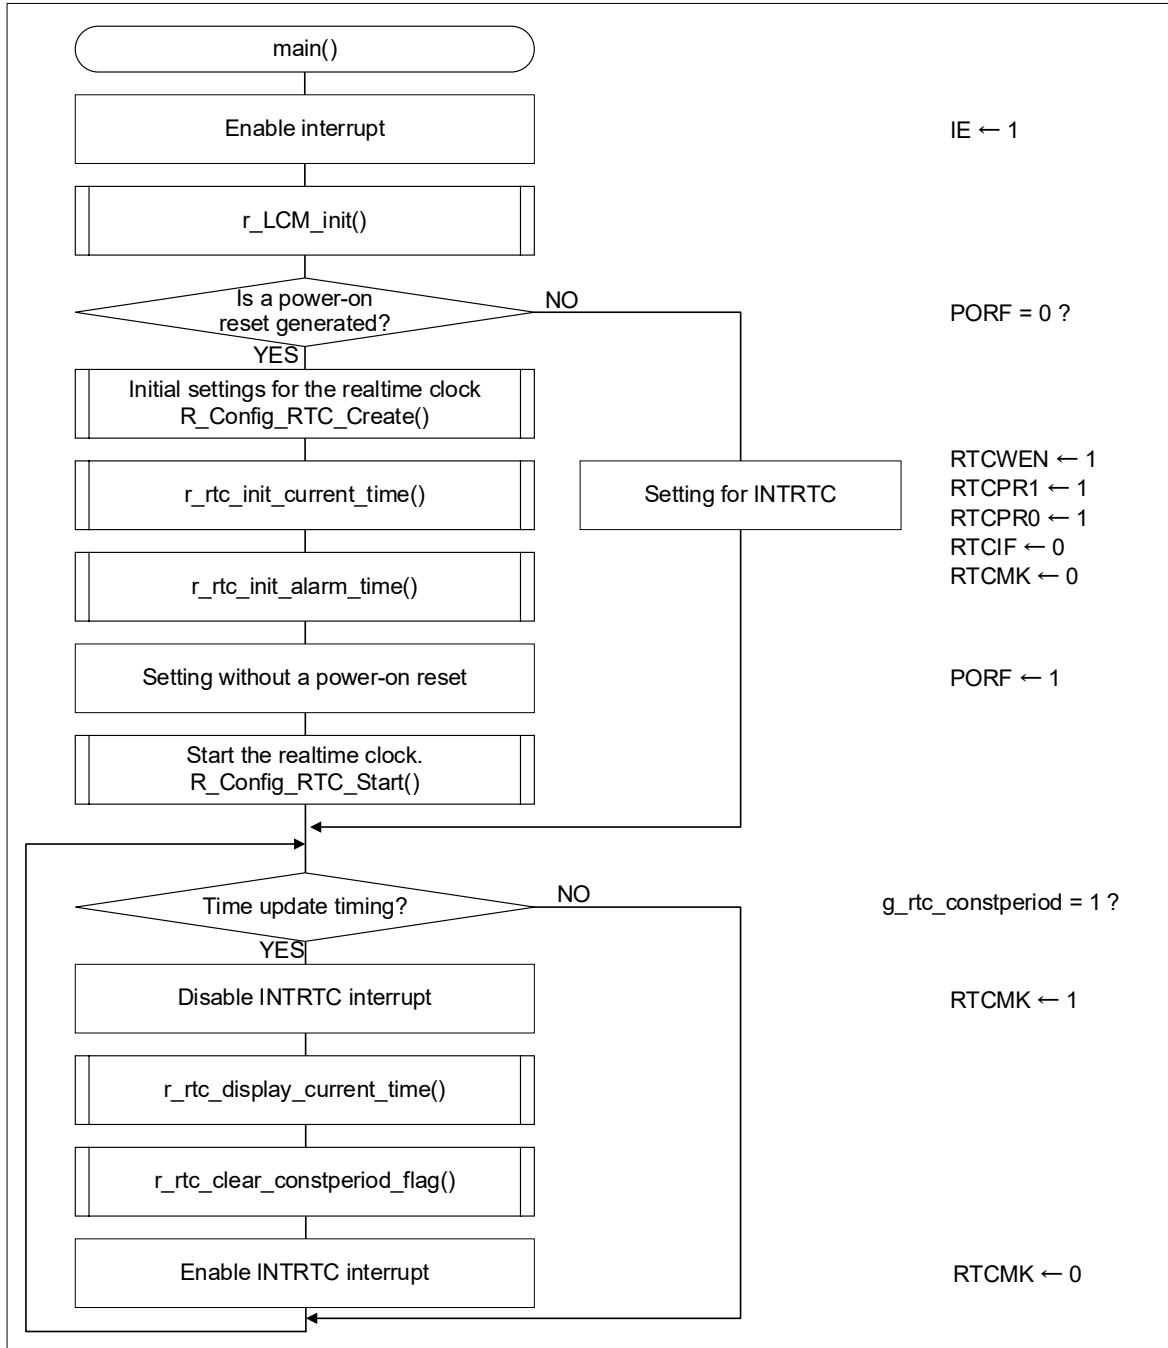 main()
Enable interrupt
IE ← 1
r_LCM_init()
Is a power-on
reset generated?
NO
PORF = 0 ?
YES
Initial settings for the realtime clock
R_Config_RTC_Create()
r_rtc_init_current_time()
Setting for INTRTC
RTCWEN ← 1
RTCPR1 ← 1
RTCPR0 ← 1
RTCIF ← 0
RTCMK ← 0
r_rtc_init_alarm_time()
Setting without a power-on reset
PORF ← 1
Start the realtime clock.
R_Config_RTC_Start()
Time update timing?
NO
g_rtc_constperiod = 1 ?
YES
Disable INTRTC interrupt
RTCMK ← 1
r_rtc_display_current_time()
r_rtc_clear_constperiod_flag()
Enable INTRTC interrupt
RTCMK ← 0